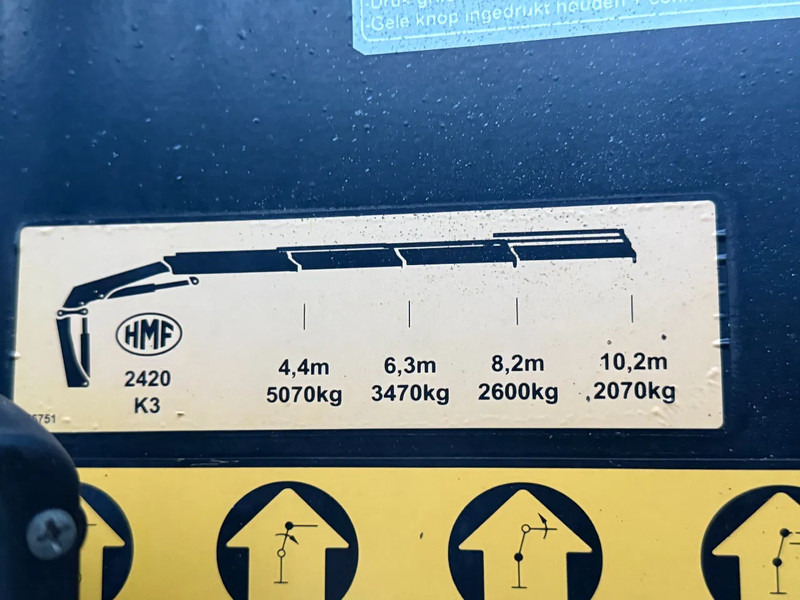 Gele knop ingedrukt houden
HMF
2420
K3
4,4m 6,3m 8,2m 10,2m
5070kg 3470kg 2600kg 2070kg
5751